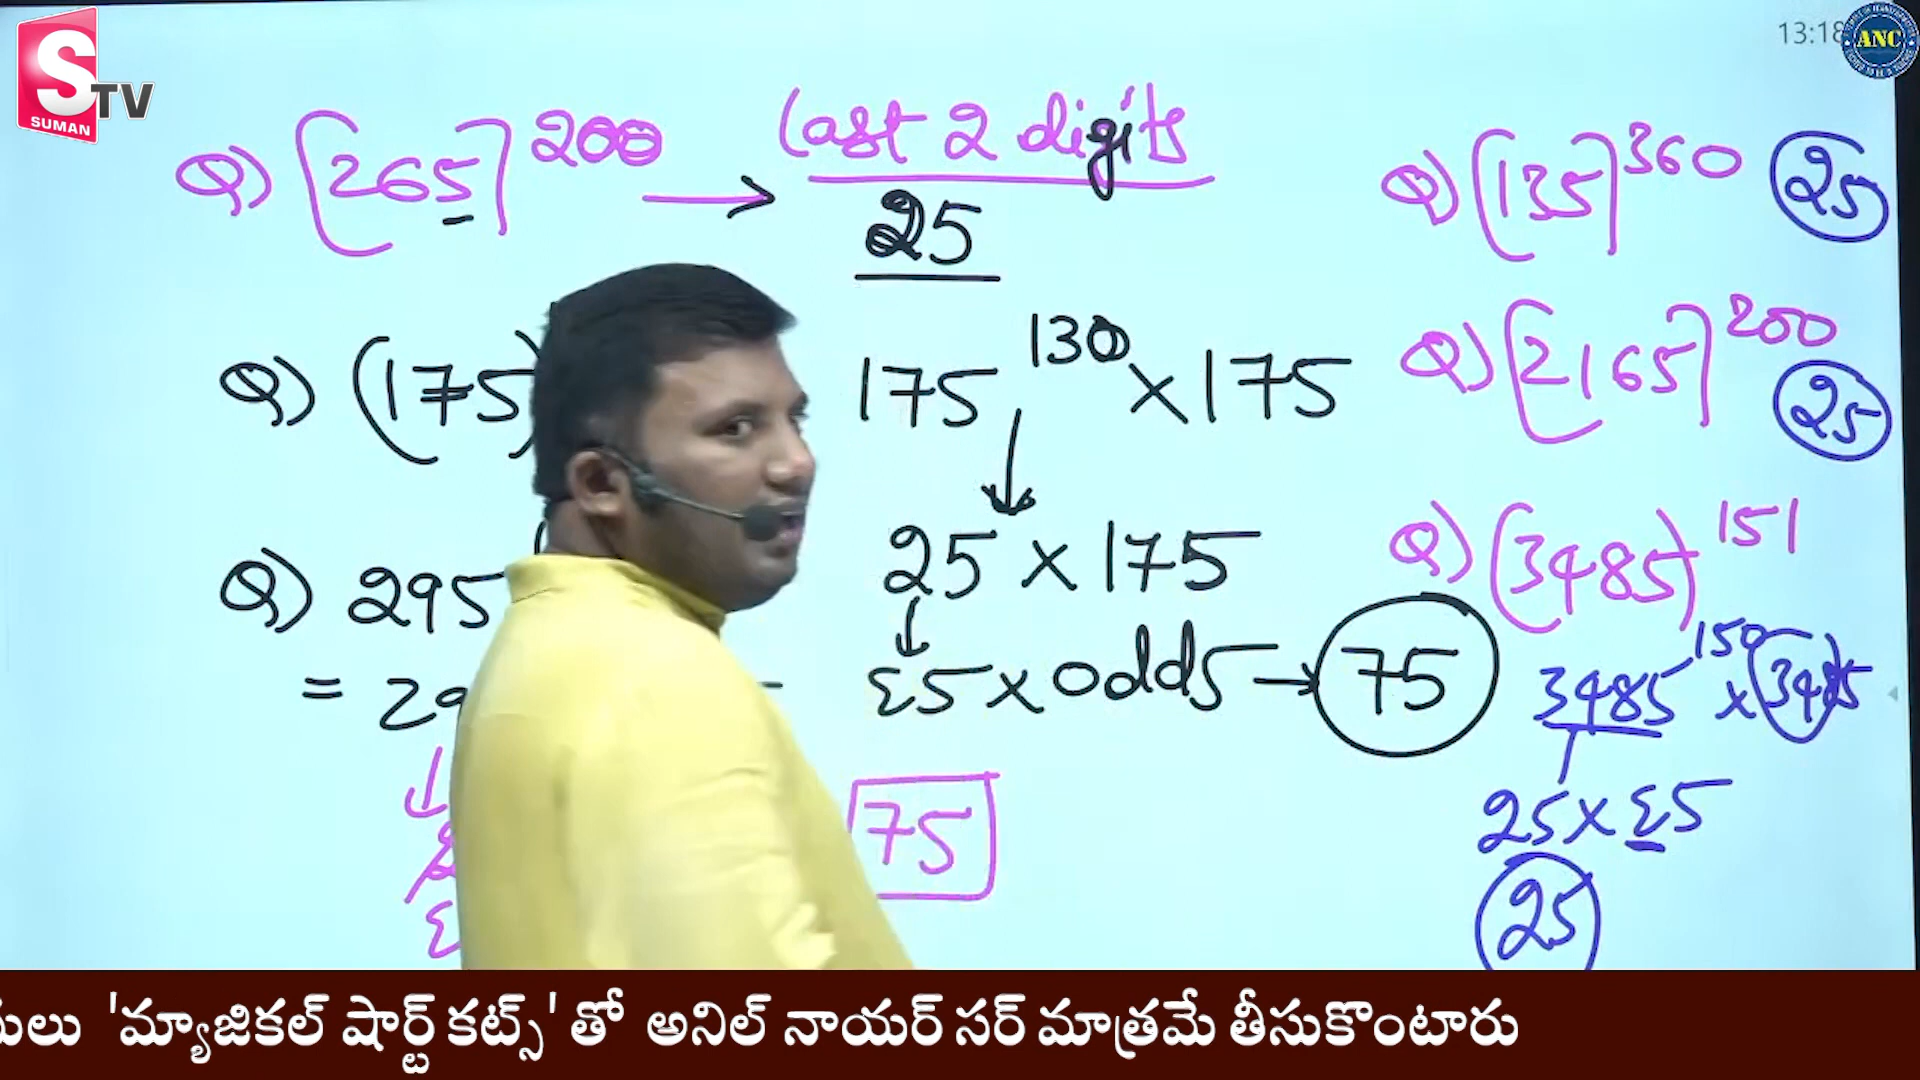 S TV
SUMAN
13:18
ANC
Q) [265]^200 → Last 2 digits
25
Q) (175) 175^130 × 175
25 × 175
ع5 × odd5 → 75
Q) 295
= 29
75
Q) [135]^360 25
Q) [2165]^200 25
Q) (3485)^151
3485^150 × 3485
25 × ع5
25
'మ్యాజికల్ షార్ట్ కట్స్' తో అనిల్ నాయర్ సర్ మాత్రమే తీసుకొంటారు